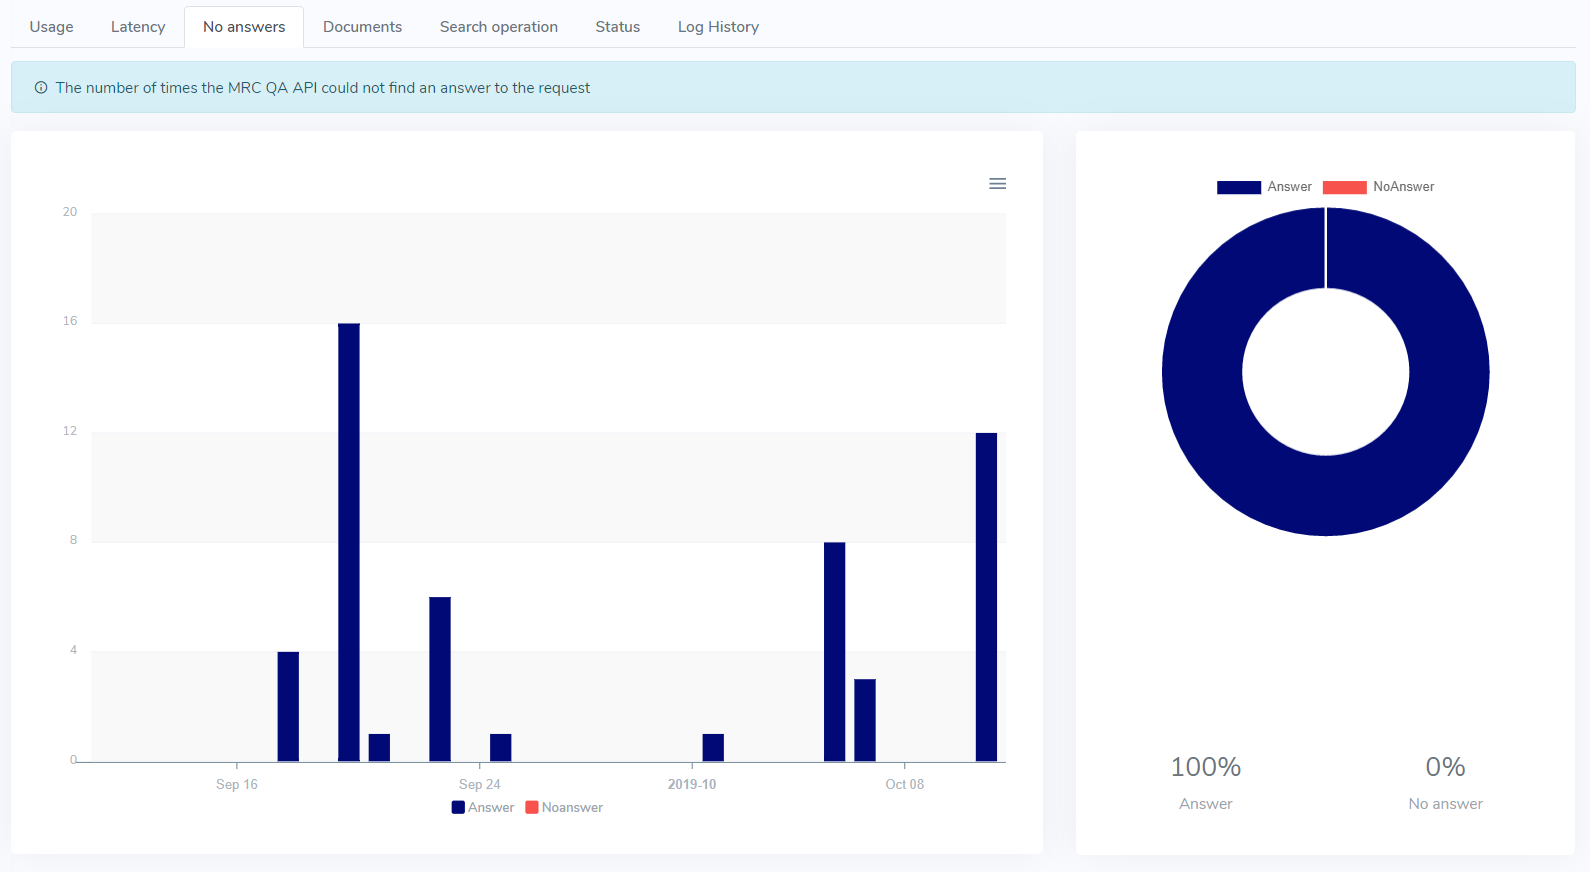 Usage Latency No answers Documents Search operation Status Log History
The number of times the MRC QA API could not find an answer to the request
20
16
12
8
4
0
Sep 16 Sep 24 2019-10 Oct 08
Answer Noanswer
Answer NoAnswer
100% 0%
Answer No answer